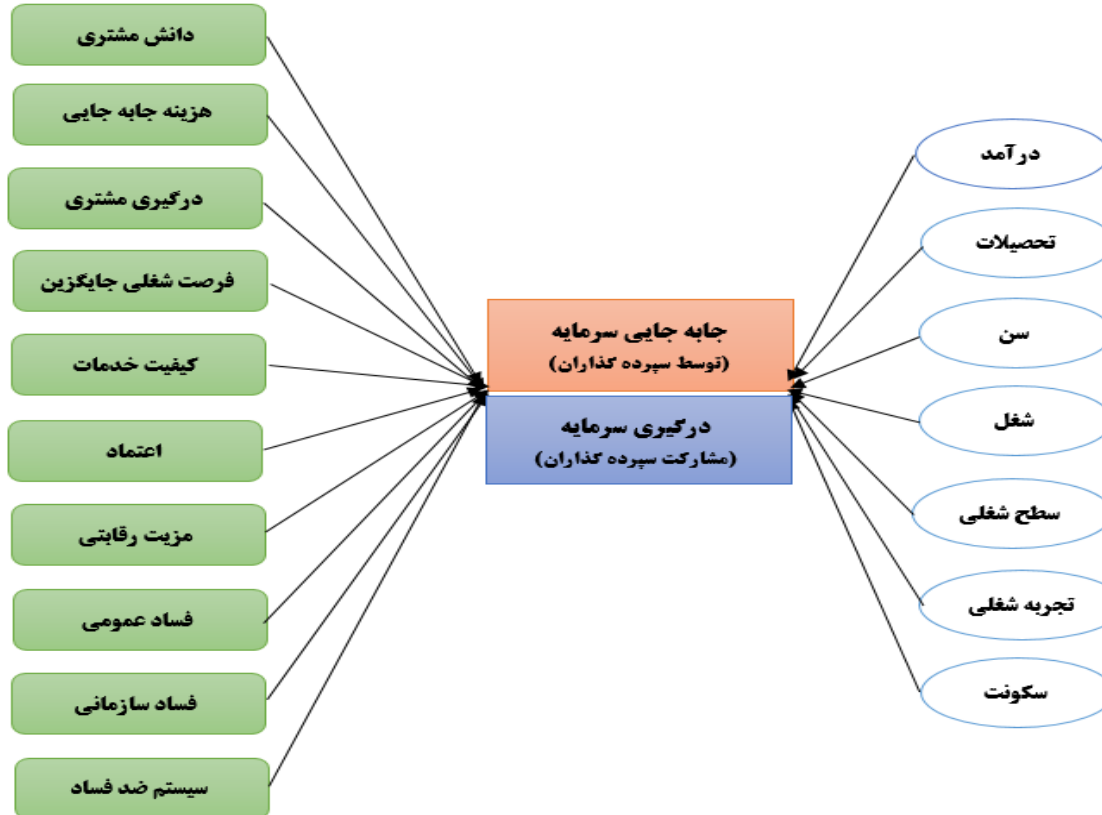 دانش مشتری
هزینه جابه جایی
درگیری مشتری
فرصت شغلی جایگزین
کیفیت خدمات
اعتماد
مزیت رقابتی
فساد عمومی
فساد سازمانی
سیستم ضد فساد
جابه جایی سرمایه
(توسط سپرده گذاران)
درگیری سرمایه
(مشارکت سپرده گذاران)
درآمد
تحصیلات
سن
شغل
سطح شغلی
تجربه شغلی
سکونت